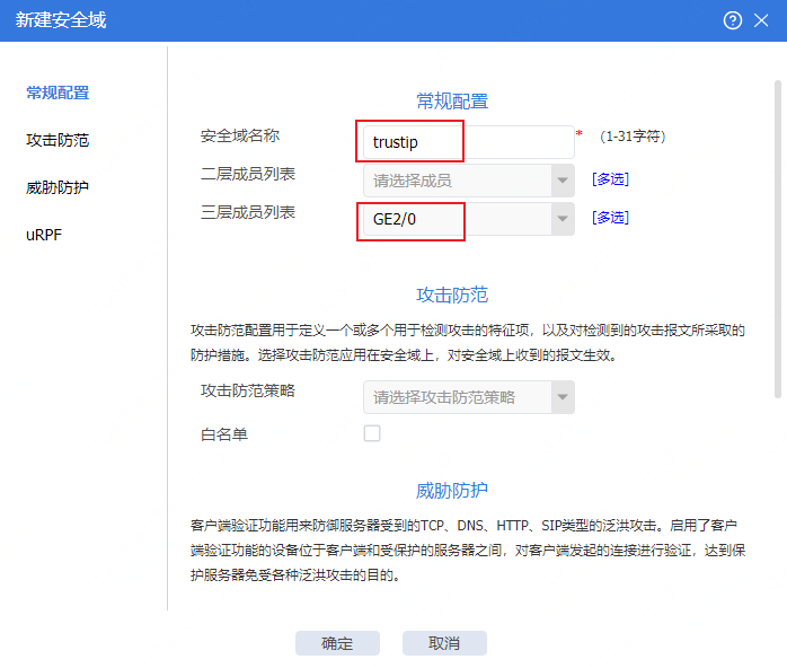 新建安全域
常规配置
攻击防范
威胁防护
uRPF
常规配置
安全域名称 trustip * (1-31字符)
二层成员列表 请选择成员 [多选]
三层成员列表 GE2/0 [多选]
攻击防范
攻击防范配置用于定义一个或多个用于检测攻击的特征项，以及对检测到的攻击报文所采取的
防护措施。选择攻击防范应用在安全域上，对安全域上收到的报文生效。
攻击防范策略 请选择攻击防范策略
白名单
威胁防护
客户端验证功能用来防御服务器受到的TCP、DNS、HTTP、SIP类型的泛洪攻击。启用了客户
端验证功能的设备位于客户端和受保护的服务器之间，对客户端发起的连接进行验证，达到保
护服务器免受各种泛洪攻击的目的。
确定 取消